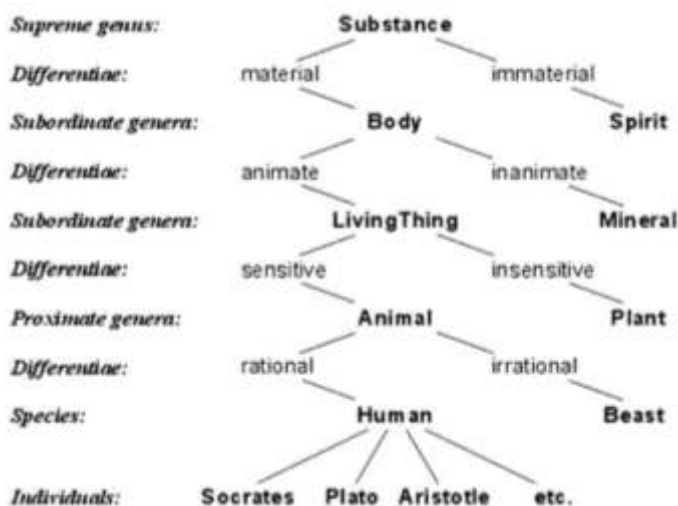 Supreme genus: Substance
Differentiae: material immaterial
Subordinate genera: Body Spirit
Differentiae: animate inanimate
Subordinate genera: LivingThing Mineral
Differentiae: sensitive insensitive
Proximate genera: Animal Plant
Differentiae: rational irrational
Species: Human Beast
Individuals: Socrates Plato Aristotle etc.